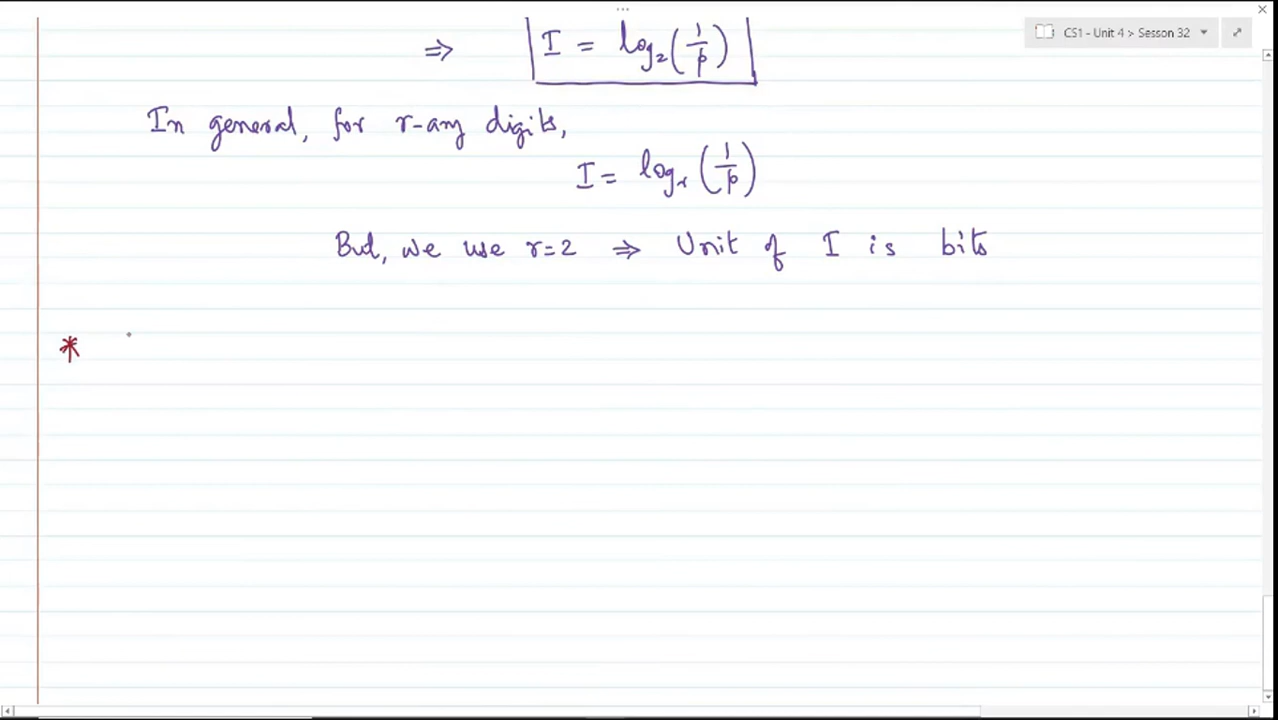 CS1 - Unit 4 > Sesson 32
⇒ I = log₂(1/p)
In general, for r-ary digits,
I = logᵣ(1/p)
But, we use r=2 ⇒ Unit of I is bits
*